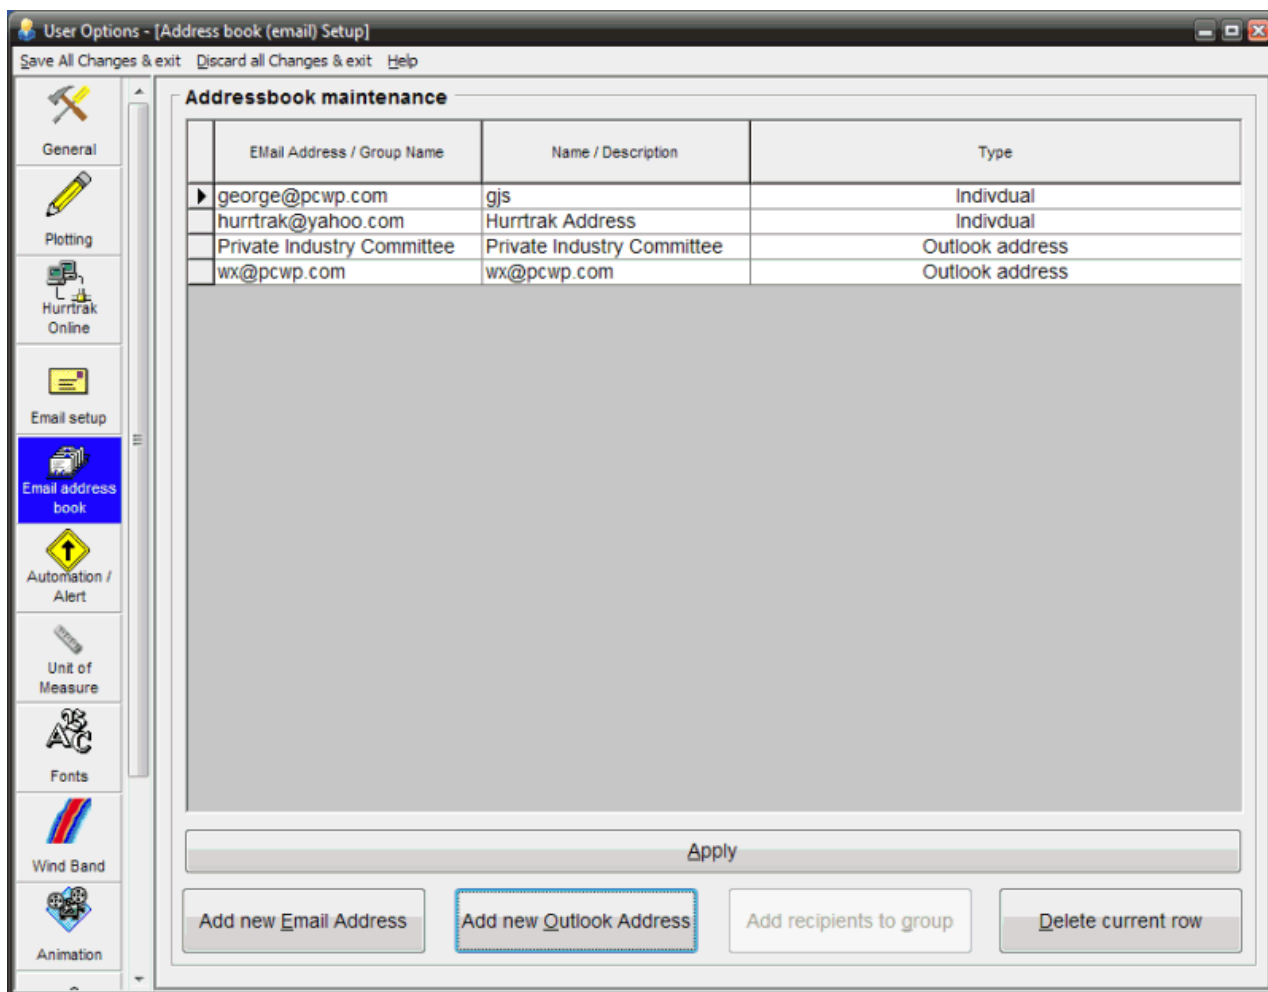 User Options - [Address book (email) Setup]
Save All Changes & exit Discard all Changes & exit Help
General
Plotting
Hurrtrak
Online
Email setup
Email address
book
Automation /
Alert
Unit of
Measure
Fonts
Wind Band
Animation
Addressbook maintenance
EMail Address / Group Name Name / Description Type
george@pcwp.com gjs Indivdual
hurrtrak@yahoo.com Hurrtrak Address Indivdual
Private Industry Committee Private Industry Committee Outlook address
wx@pcwp.com wx@pcwp.com Outlook address
Apply
Add new Email Address Add new Outlook Address Add recipients to group Delete current row